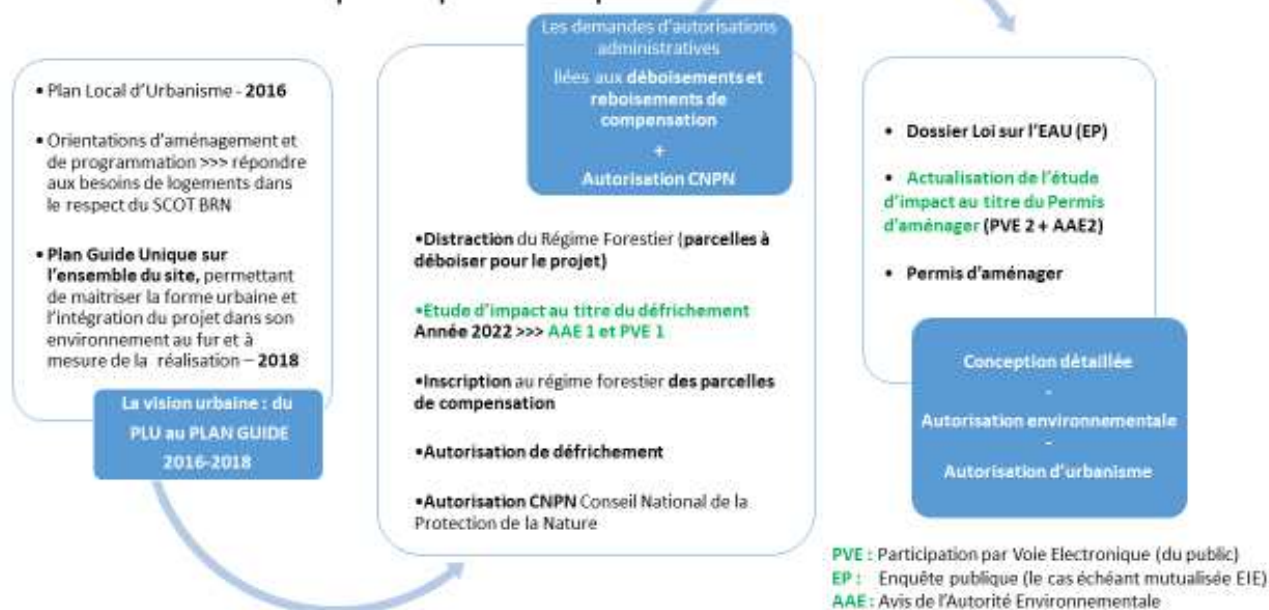 • Plan Local d'Urbanisme - 2016
• Orientations d'aménagement et
de programmation >>> répondre
aux besoins de logements dans
le respect du SCOT BRN
• Plan Guide Unique sur
l'ensemble du site, permettant
de maitriser la forme urbaine et
l'intégration du projet dans son
environnement au fur et à
mesure de la réalisation – 2018
La vision urbaine : du
PLU au PLAN GUIDE
2016-2018
Les demandes d'autorisations
administratives
liées aux déboisements et
reboisements de
compensation
+
Autorisation CNPN
•Distraction du Régime Forestier (parcelles à
déboiser pour le projet)
•Etude d'impact au titre du défrichement
Année 2022 >>> AAE 1 et PVE 1
•Inscription au régime forestier des parcelles
de compensation
•Autorisation de défrichement
•Autorisation CNPN Conseil National de la
Protection de la Nature
• Dossier Loi sur l'EAU (EP)
• Actualisation de l'étude
d'impact au titre du Permis
d'aménager (PVE 2 + AAE2)
• Permis d'aménager
Conception détaillée
-
Autorisation environnementale
-
Autorisation d'urbanisme
PVE : Participation par Voie Electronique (du public)
EP : Enquête publique (le cas échéant mutualisée EIE)
AAE : Avis de l'Autorité Environnementale